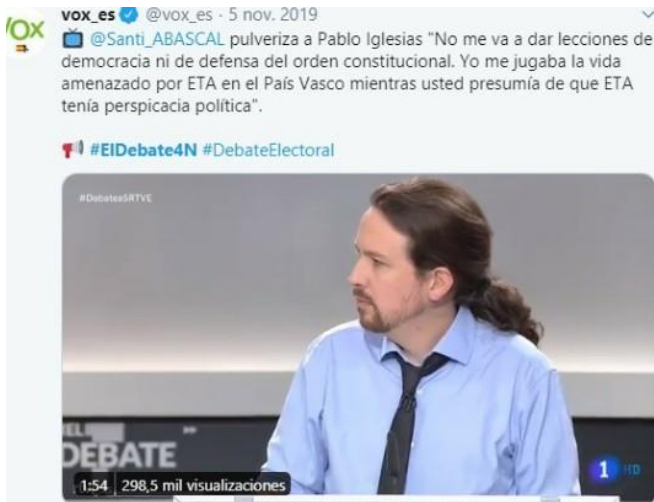 VOX
vox_es @vox_es · 5 nov. 2019
@Santi_ABASCAL pulveriza a Pablo Iglesias "No me va a dar lecciones de
democracia ni de defensa del orden constitucional. Yo me jugaba la vida
amenazado por ETA en el País Vasco mientras usted presumía de que ETA
tenía perspicacia política".
#ElDebate4N #DebateElectoral
#DebatesRTVE
EL
DEBATE
1:54 298,5 mil visualizaciones
1 HD